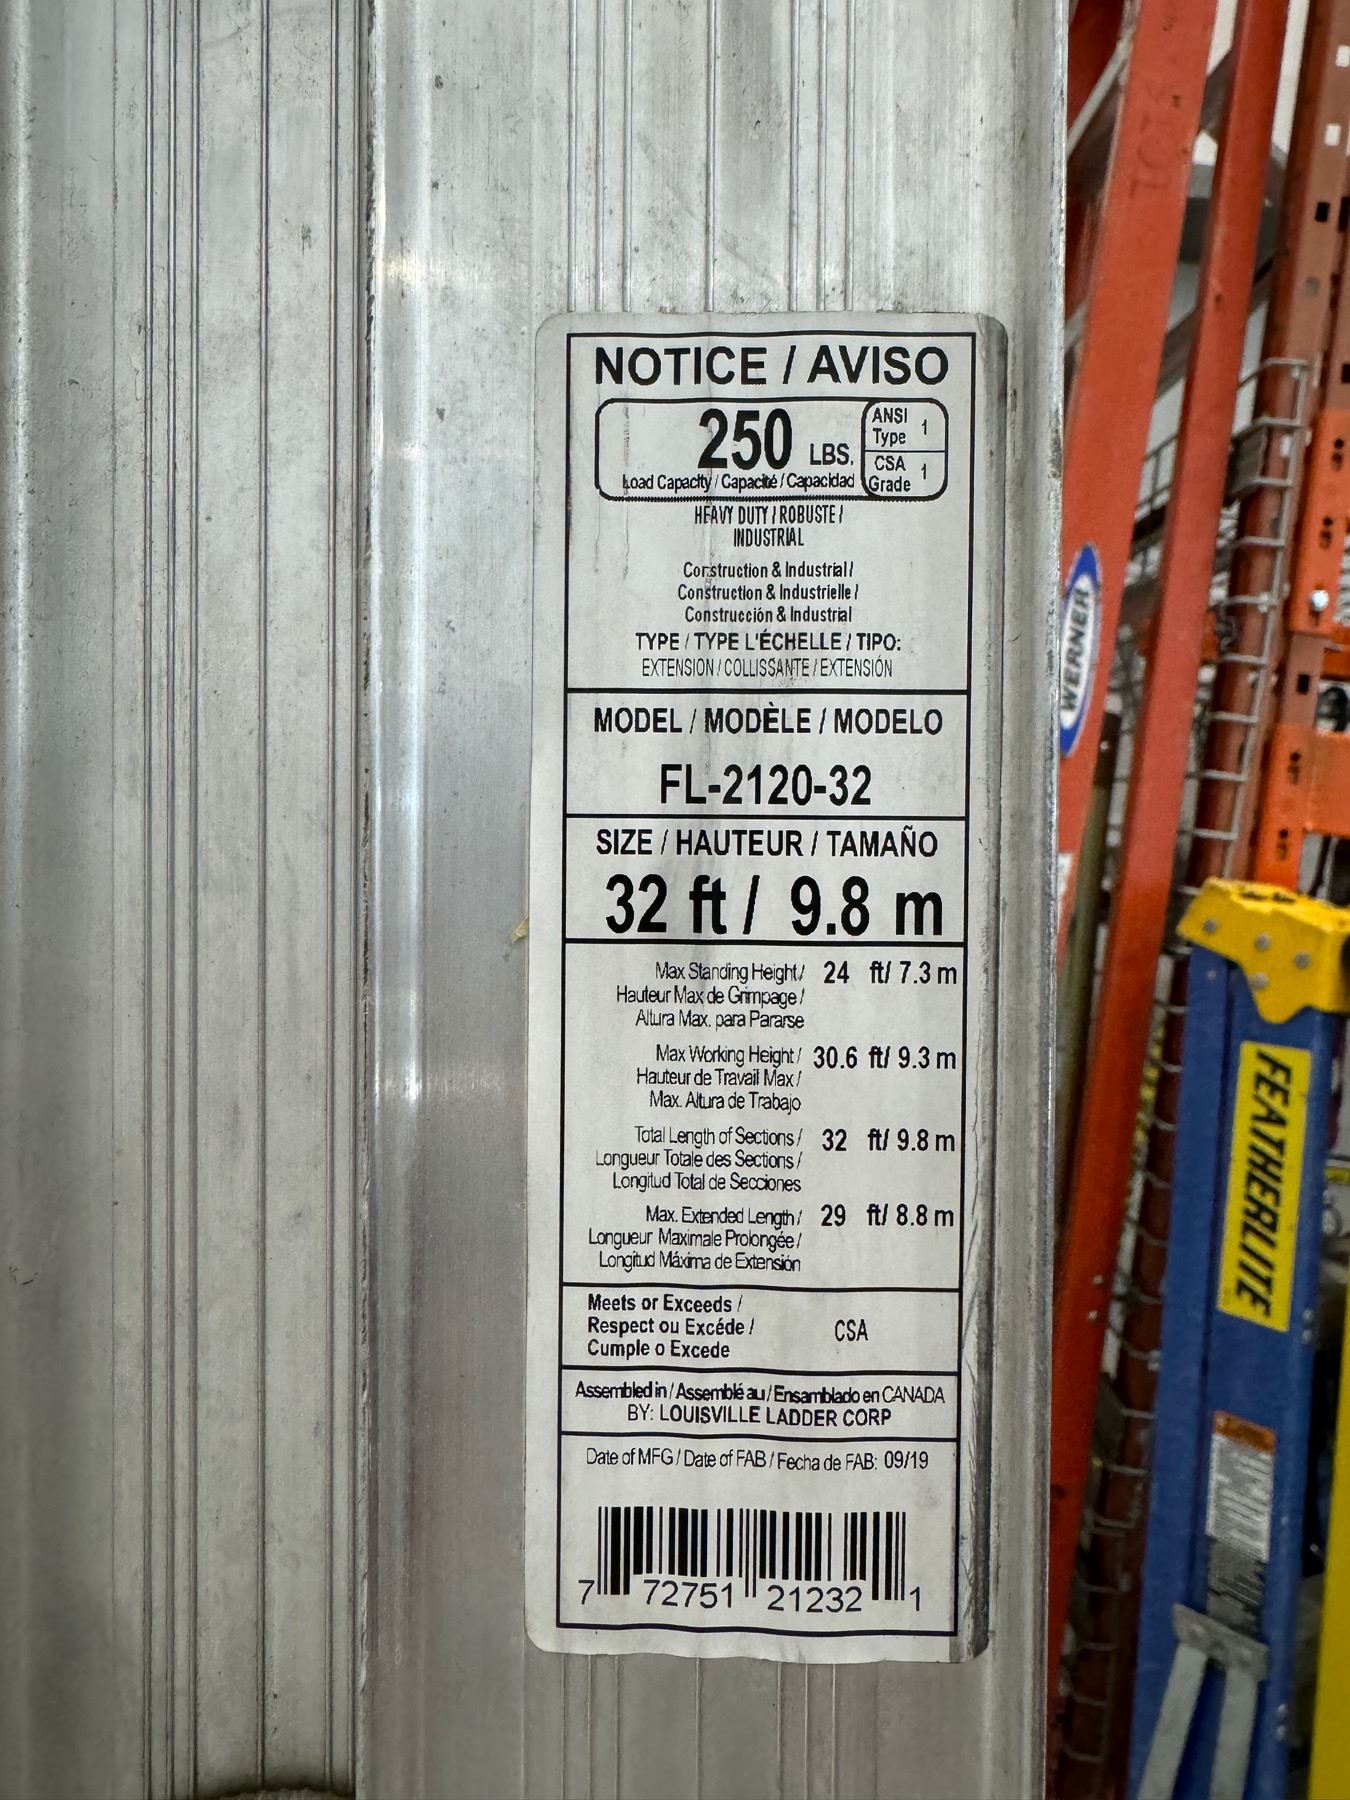 NOTICE / AVISO
250 LBS.
Load Capacity / Capacité / Capacidad
ANSI Type 1
CSA Grade 1
HEAVY DUTY / ROBUSTE /
INDUSTRIAL
Construction & Industrial /
Construction & Industrielle /
Construcción & Industrial
TYPE / TYPE L'ÉCHELLE / TIPO:
EXTENSION / COLLISSANTE / EXTENSIÓN
MODEL / MODÈLE / MODELO
FL-2120-32
SIZE / HAUTEUR / TAMAÑO
32 ft / 9.8 m
Max Standing Height / 24 ft/ 7.3 m
Hauteur Max de Grimpage /
Altura Max. para Pararse
Max Working Height / 30.6 ft/ 9.3 m
Hauteur de Travail Max /
Max. Altura de Trabajo
Total Length of Sections / 32 ft/ 9.8 m
Longueur Totale des Sections /
Longitud Total de Secciones
Max. Extended Length / 29 ft/ 8.8 m
Longueur Maximale Prolongée /
Longitud Máxima de Extensión
Meets or Exceeds /
Respect ou Excéde / CSA
Cumple o Excede
Assembled in / Assemblé au / Ensamblado en CANADA
BY: LOUISVILLE LADDER CORP
Date of MFG / Date of FAB / Fecha de FAB: 09/19
7 72751 21232 1
WERNER
FEATHERLITE